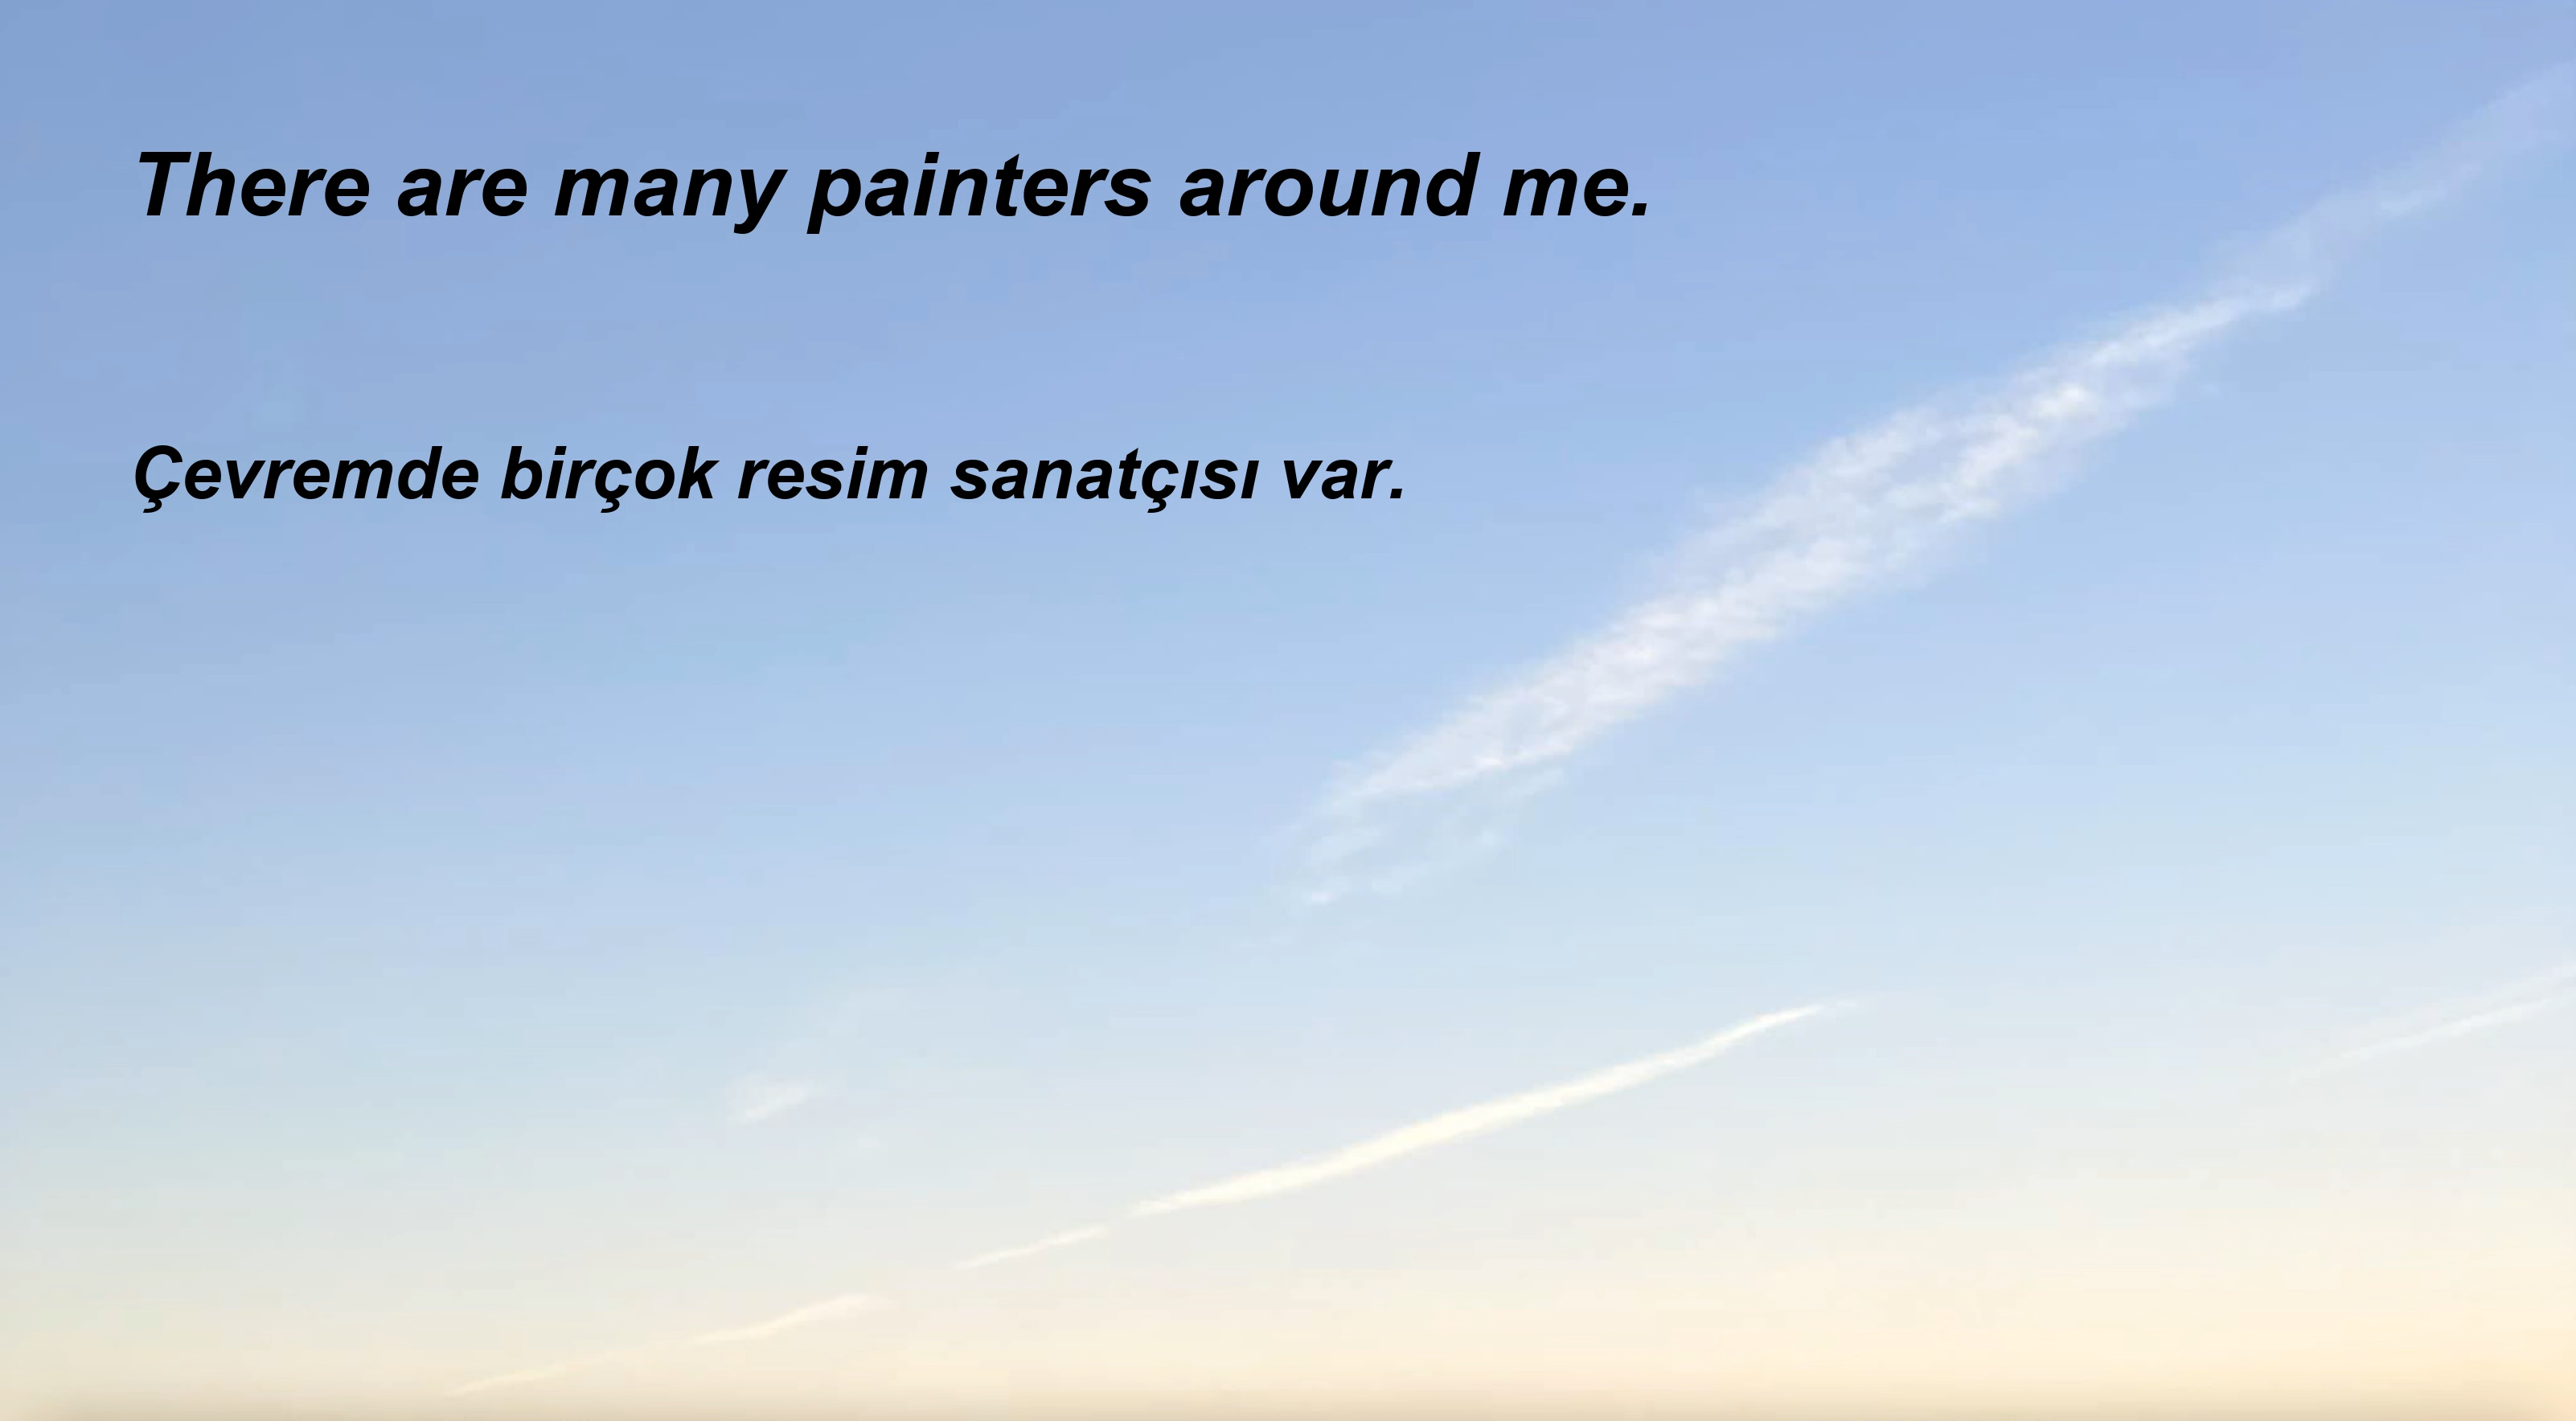 There are many painters around me.
Çevremde birçok resim sanatçısı var.